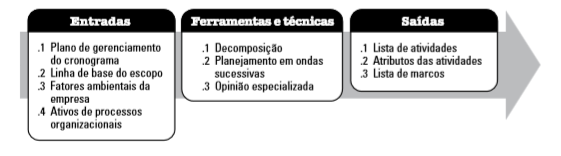 Entradas
.1 Plano de gerenciamento
do cronograma
.2 Linha de base do escopo
.3 Fatores ambientais da
empresa
.4 Ativos de processos
organizacionais
Ferramentas e técnicas
.1 Decomposição
.2 Planejamento em ondas
sucessivas
.3 Opinião especializada
Saídas
.1 Lista de atividades
.2 Atributos das atividades
.3 Lista de marcos